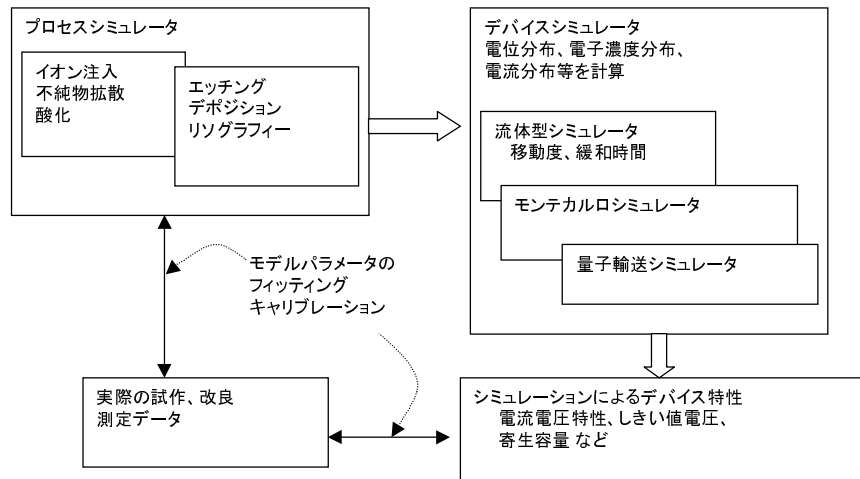 プロセスシミュレータ
イオン注入
不純物拡散
酸化
エッチング
デポジション
リソグラフィー
デバイスシミュレータ
電位分布、電子濃度分布、
電流分布等を計算
流体型シミュレータ
移動度、緩和時間
モンテカルロシミュレータ
量子輸送シミュレータ
モデルパラメータの
フィッティング
キャリブレーション
実際の試作、改良
測定データ
シミュレーションによるデバイス特性
電流電圧特性、しきい値電圧、
寄生容量 など